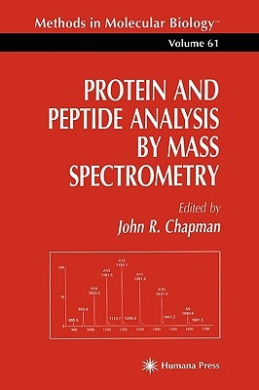 Methods in Molecular Biology™
Volume 61
PROTEIN AND
PEPTIDE ANALYSIS
BY MASS
SPECTROMETRY
Edited by
John R. Chapman
Humana Press